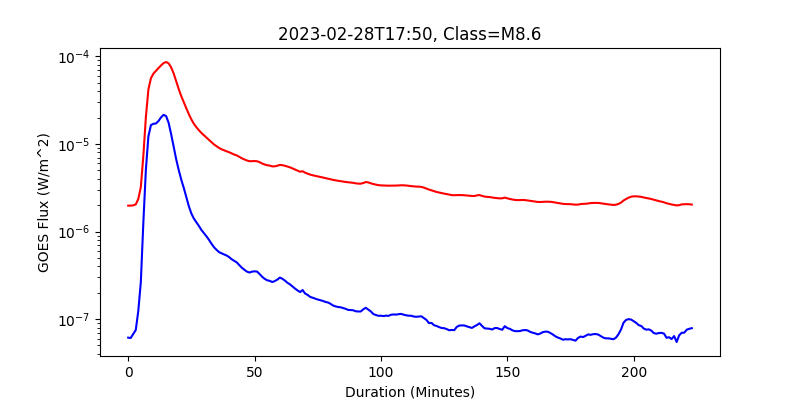 2023-02-28T17:50, Class=M8.6
GOES Flux (W/m^2)
10⁻⁴
10⁻⁵
10⁻⁶
10⁻⁷
0 50 100 150 200
Duration (Minutes)